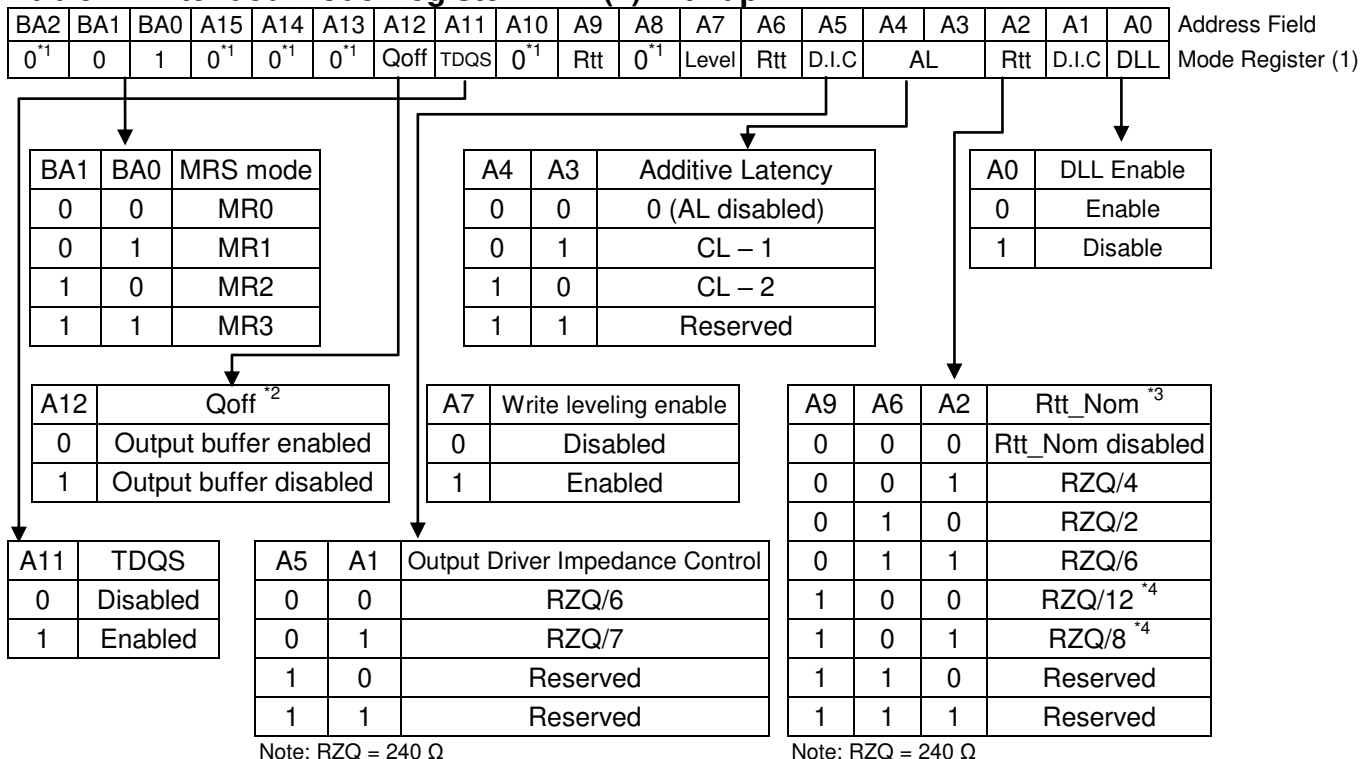 BA2 BA1 BA0 A15 A14 A13 A12 A11 A10 A9 A8 A7 A6 A5 A4 A3 A2 A1 A0 Address Field
0*1 0 1 0*1 0*1 0*1 Qoff TDQS 0*1 Rtt 0*1 Level Rtt D.I.C AL Rtt D.I.C DLL Mode Register (1)
BA1 BA0 MRS mode
0 0 MR0
0 1 MR1
1 0 MR2
1 1 MR3
A4 A3 Additive Latency
0 0 0 (AL disabled)
0 1 CL – 1
1 0 CL – 2
1 1 Reserved
A0 DLL Enable
0 Enable
1 Disable
A12 Qoff *2
0 Output buffer enabled
1 Output buffer disabled
A7 Write leveling enable
0 Disabled
1 Enabled
A9 A6 A2 Rtt_Nom *3
0 0 0 Rtt_Nom disabled
0 0 1 RZQ/4
0 1 0 RZQ/2
0 1 1 RZQ/6
1 0 0 RZQ/12 *4
1 0 1 RZQ/8 *4
1 1 0 Reserved
1 1 1 Reserved
Note: RZQ = 240 Ω
A11 TDQS
0 Disabled
1 Enabled
A5 A1 Output Driver Impedance Control
0 0 RZQ/6
0 1 RZQ/7
1 0 Reserved
1 1 Reserved
Note: RZQ = 240 Ω